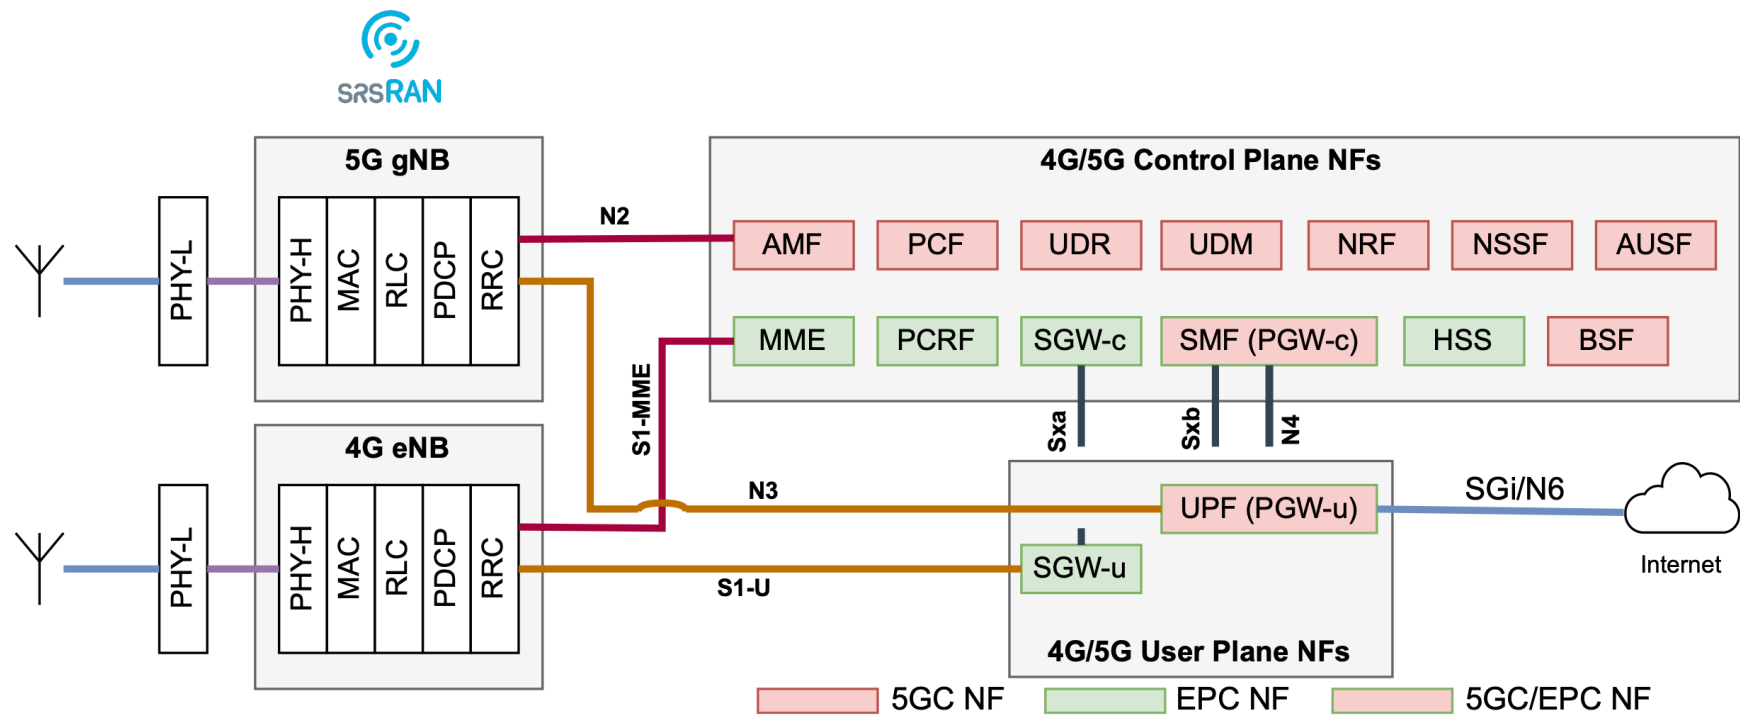 srsRAN
5G gNB
PHY-L
PHY-H
MAC
RLC
PDCP
RRC
N2
4G/5G Control Plane NFs
AMF
PCF
UDR
UDM
NRF
NSSF
AUSF
MME
PCRF
SGW-c
SMF (PGW-c)
HSS
BSF
S1-MME
Sxa
Sxb
N4
4G eNB
PHY-L
PHY-H
MAC
RLC
PDCP
RRC
N3
S1-U
UPF (PGW-u)
SGW-u
4G/5G User Plane NFs
SGi/N6
Internet
5GC NF
EPC NF
5GC/EPC NF